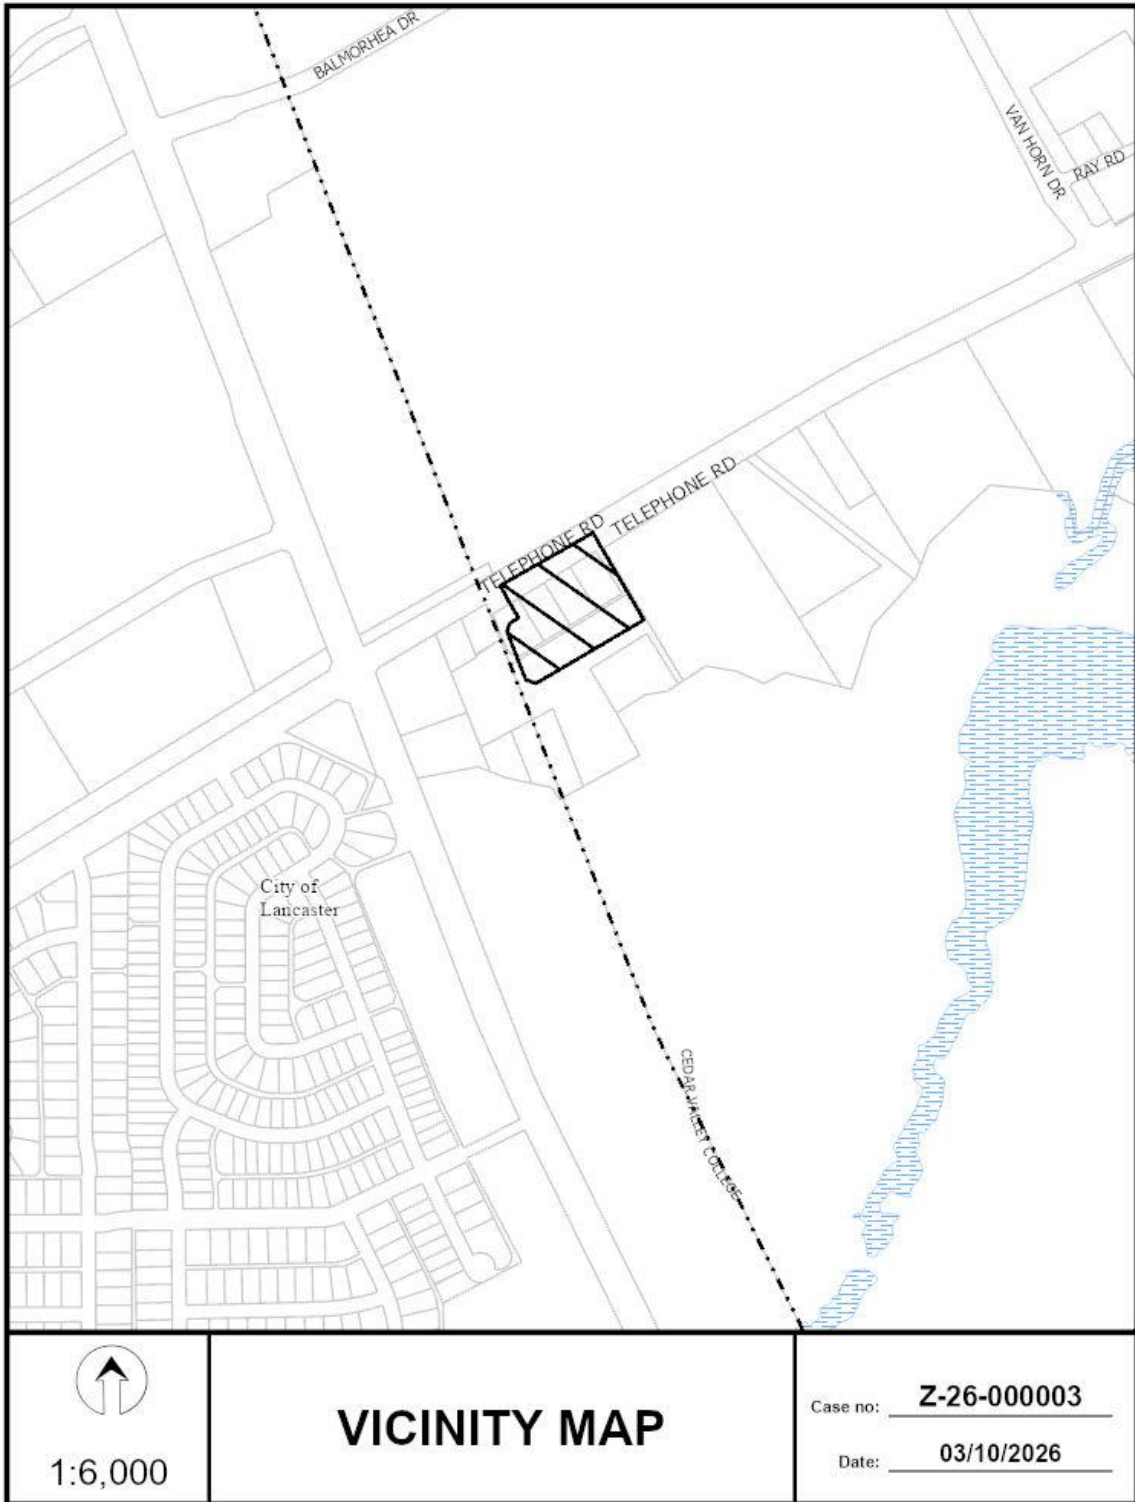 BALMORHEA DR
VAN HORN DR
RAY RD
TELEPHONE RD
TELEPHONE RD
City of
Lancaster
CEDAR VALLEY COLLEGE
1:6,000
VICINITY MAP
Case no: Z-26-000003
Date: 03/10/2026